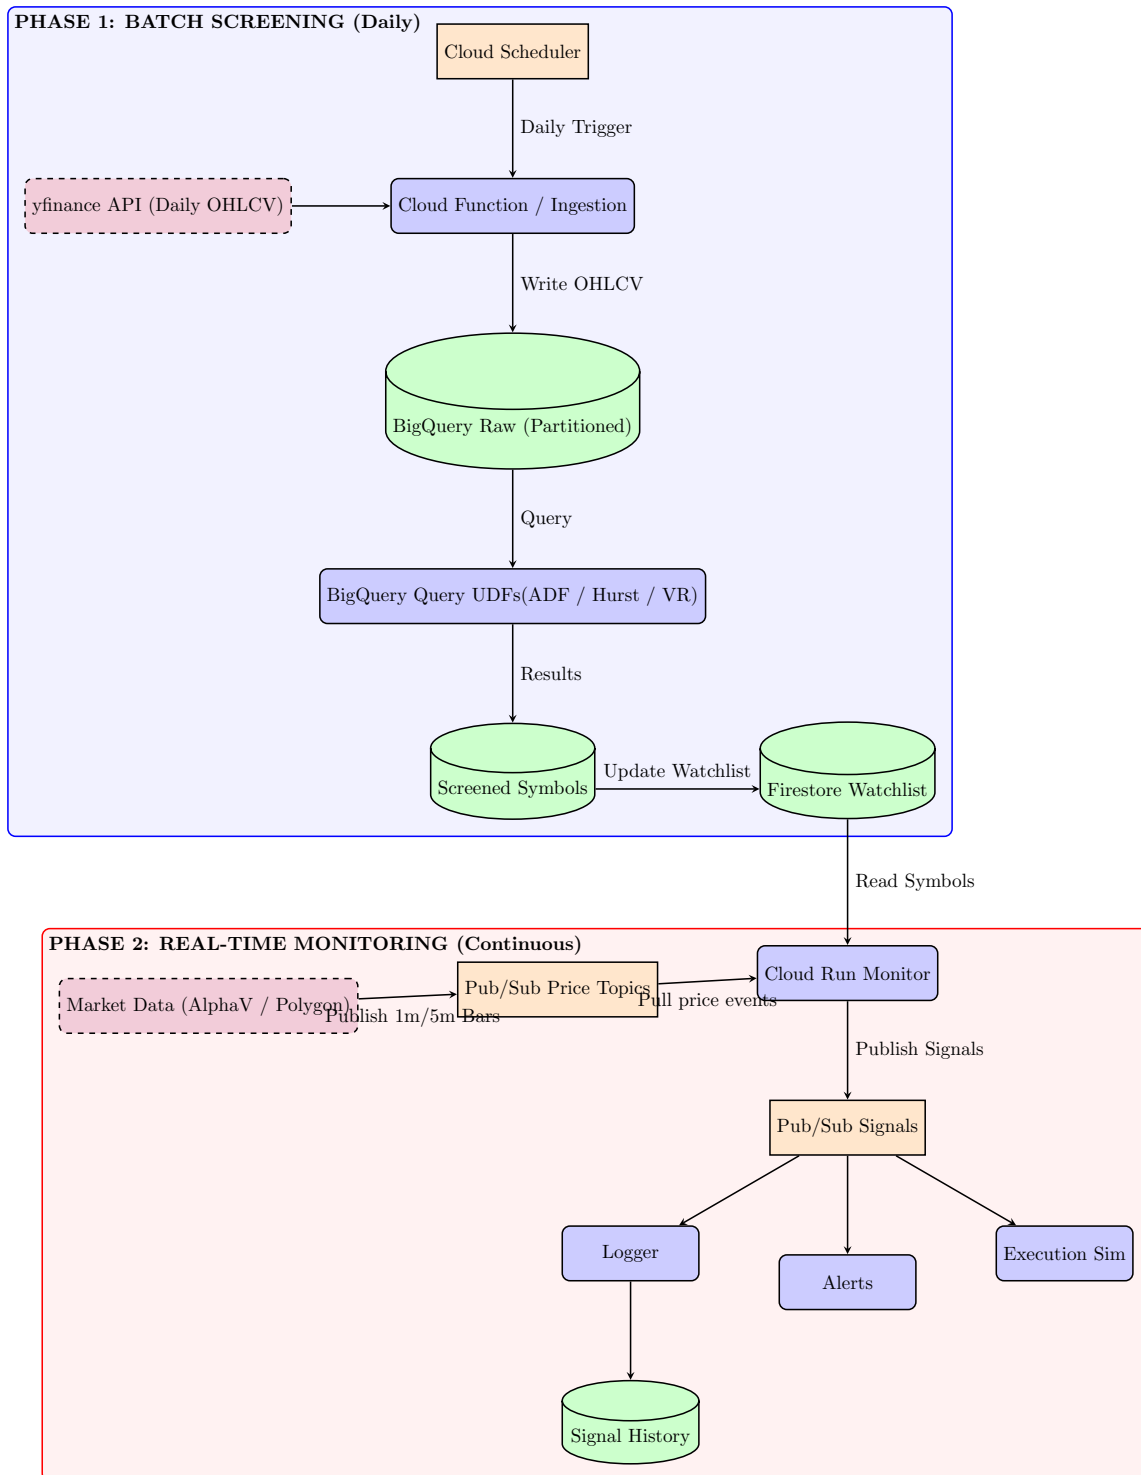 PHASE 1: BATCH SCREENING (Daily)
Cloud Scheduler
Daily Trigger
yfinance API (Daily OHLCV)
Cloud Function / Ingestion
Write OHLCV
BigQuery Raw (Partitioned)
Query
BigQuery Query UDFs(ADF / Hurst / VR)
Results
Screened Symbols
Update Watchlist
Firestore Watchlist
Read Symbols
PHASE 2: REAL-TIME MONITORING (Continuous)
Market Data (AlphaV / Polygon)
Publish 1m/5m Bars
Pub/Sub Price Topics
Pull price events
Cloud Run Monitor
Publish Signals
Pub/Sub Signals
Logger
Alerts
Execution Sim
Signal History